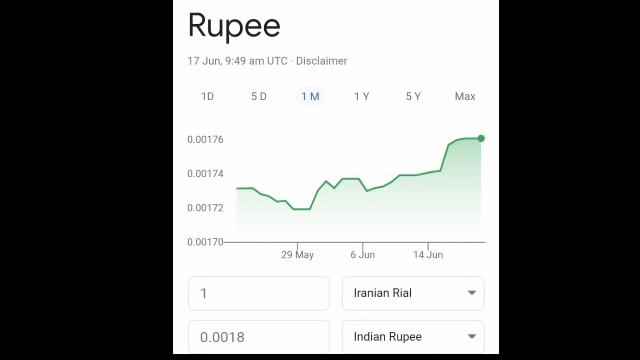 Rupee
17 Jun, 9:49 am UTC · Disclaimer
1D 5 D 1 M 1 Y 5 Y Max
0.00176
0.00174
0.00172
0.00170
29 May 6 Jun 14 Jun
1 Iranian Rial
0.0018 Indian Rupee